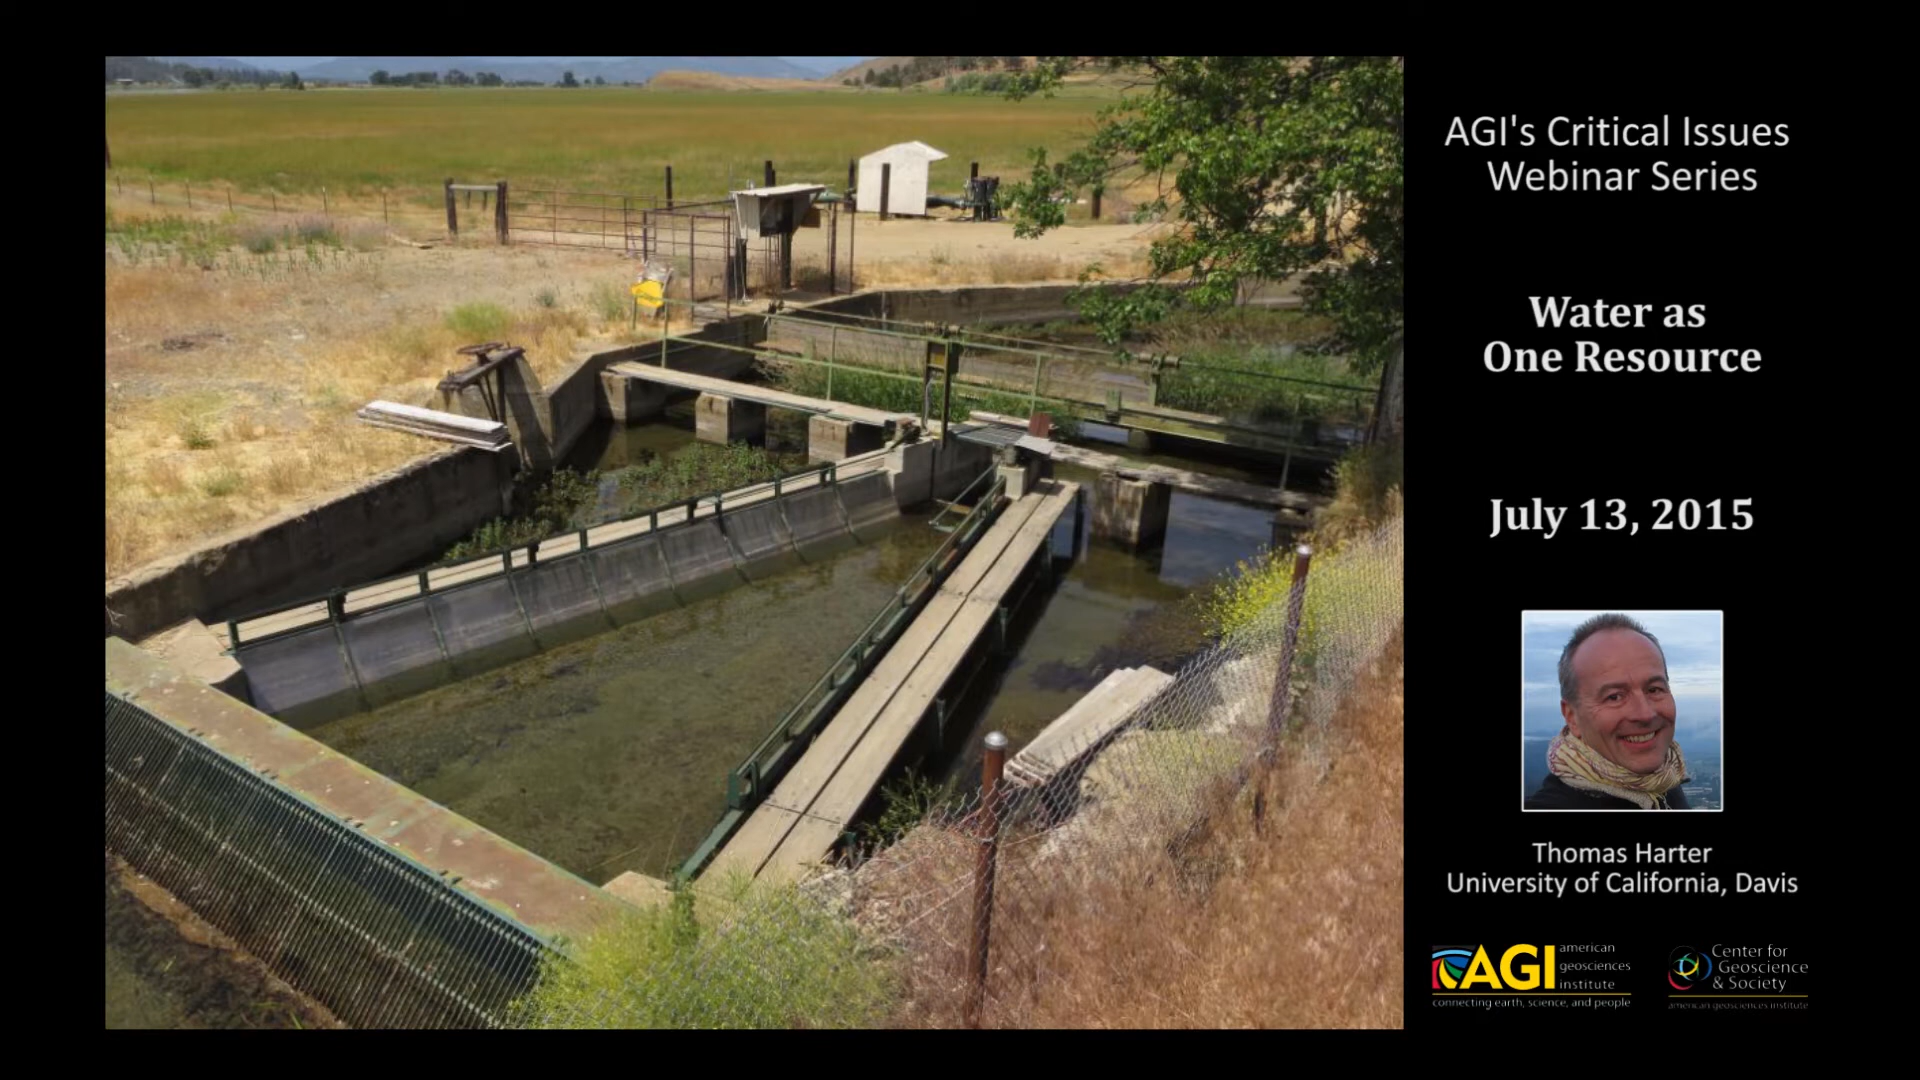 AGI's Critical Issues
Webinar Series
Water as
One Resource
July 13, 2015
Thomas Harter
University of California, Davis
AGI
american
geosciences
institute
connecting earth, science, and people
Center for
Geoscience
& Society
american geosciences institute